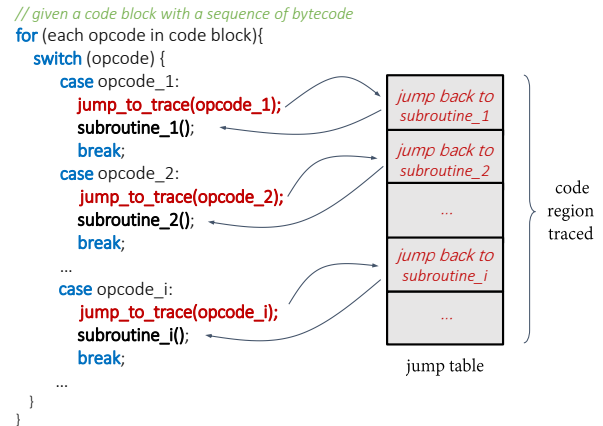 // given a code block with a sequence of bytecode
for (each opcode in code block){
switch (opcode) {
case opcode_1:
jump_to_trace(opcode_1);
subroutine_1();
break;
case opcode_2:
jump_to_trace(opcode_2);
subroutine_2();
break;
...
case opcode_i:
jump_to_trace(opcode_i);
subroutine_i();
break;
...
}
}
jump back to
subroutine_1
jump back to
subroutine_2
...
jump back to
subroutine_i
...
jump table
code
region
traced